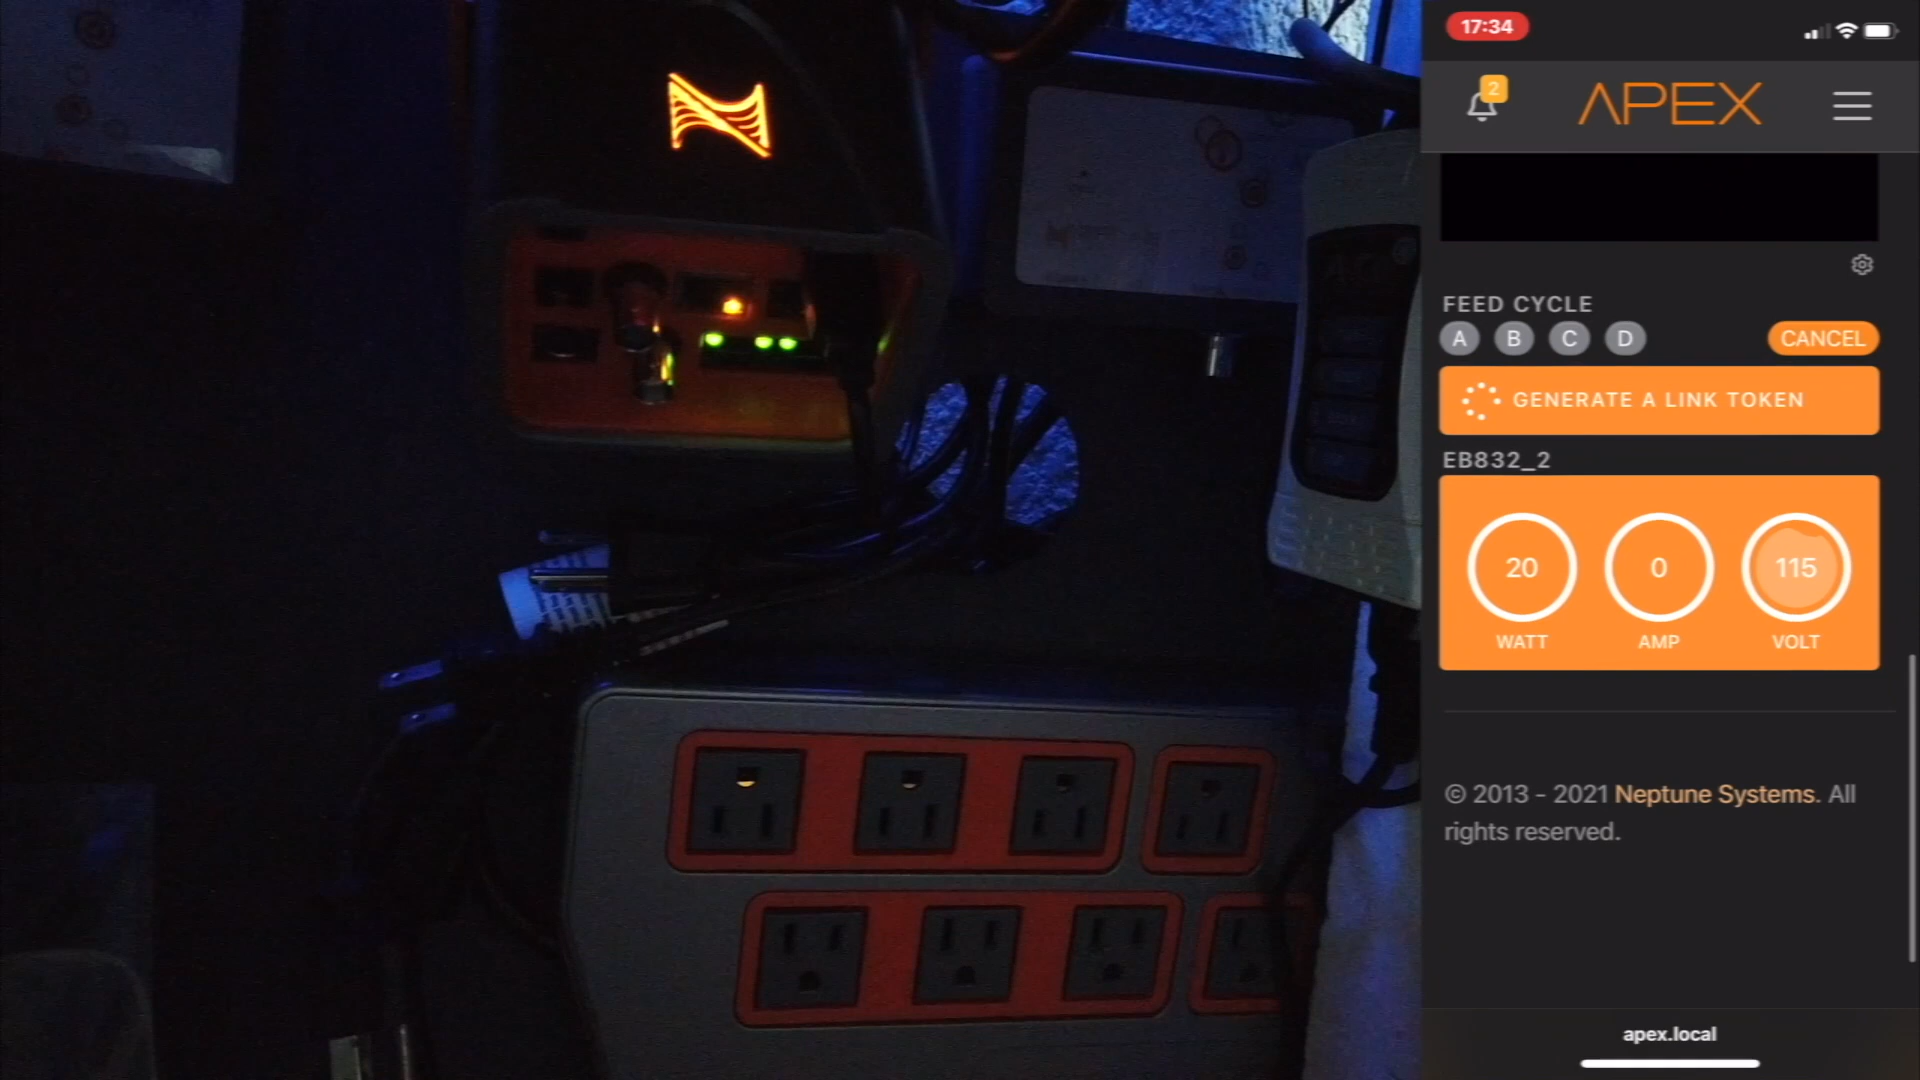 17:34
2
APEX
FEED CYCLE
A B C D CANCEL
GENERATE A LINK TOKEN
EB832_2
20 0 115
WATT AMP VOLT
© 2013 - 2021 Neptune Systems. All
rights reserved.
apex.local